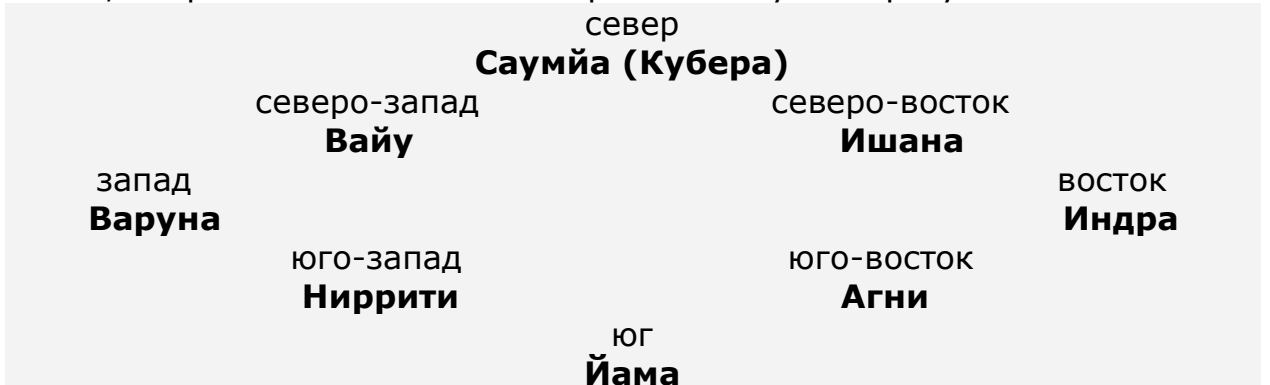 север
Саумйа (Кубера)
северо-запад северо-восток
Вайу Ишана
запад восток
Варуна Индра
юго-запад юго-восток
Ниррити Агни
юг
Йама